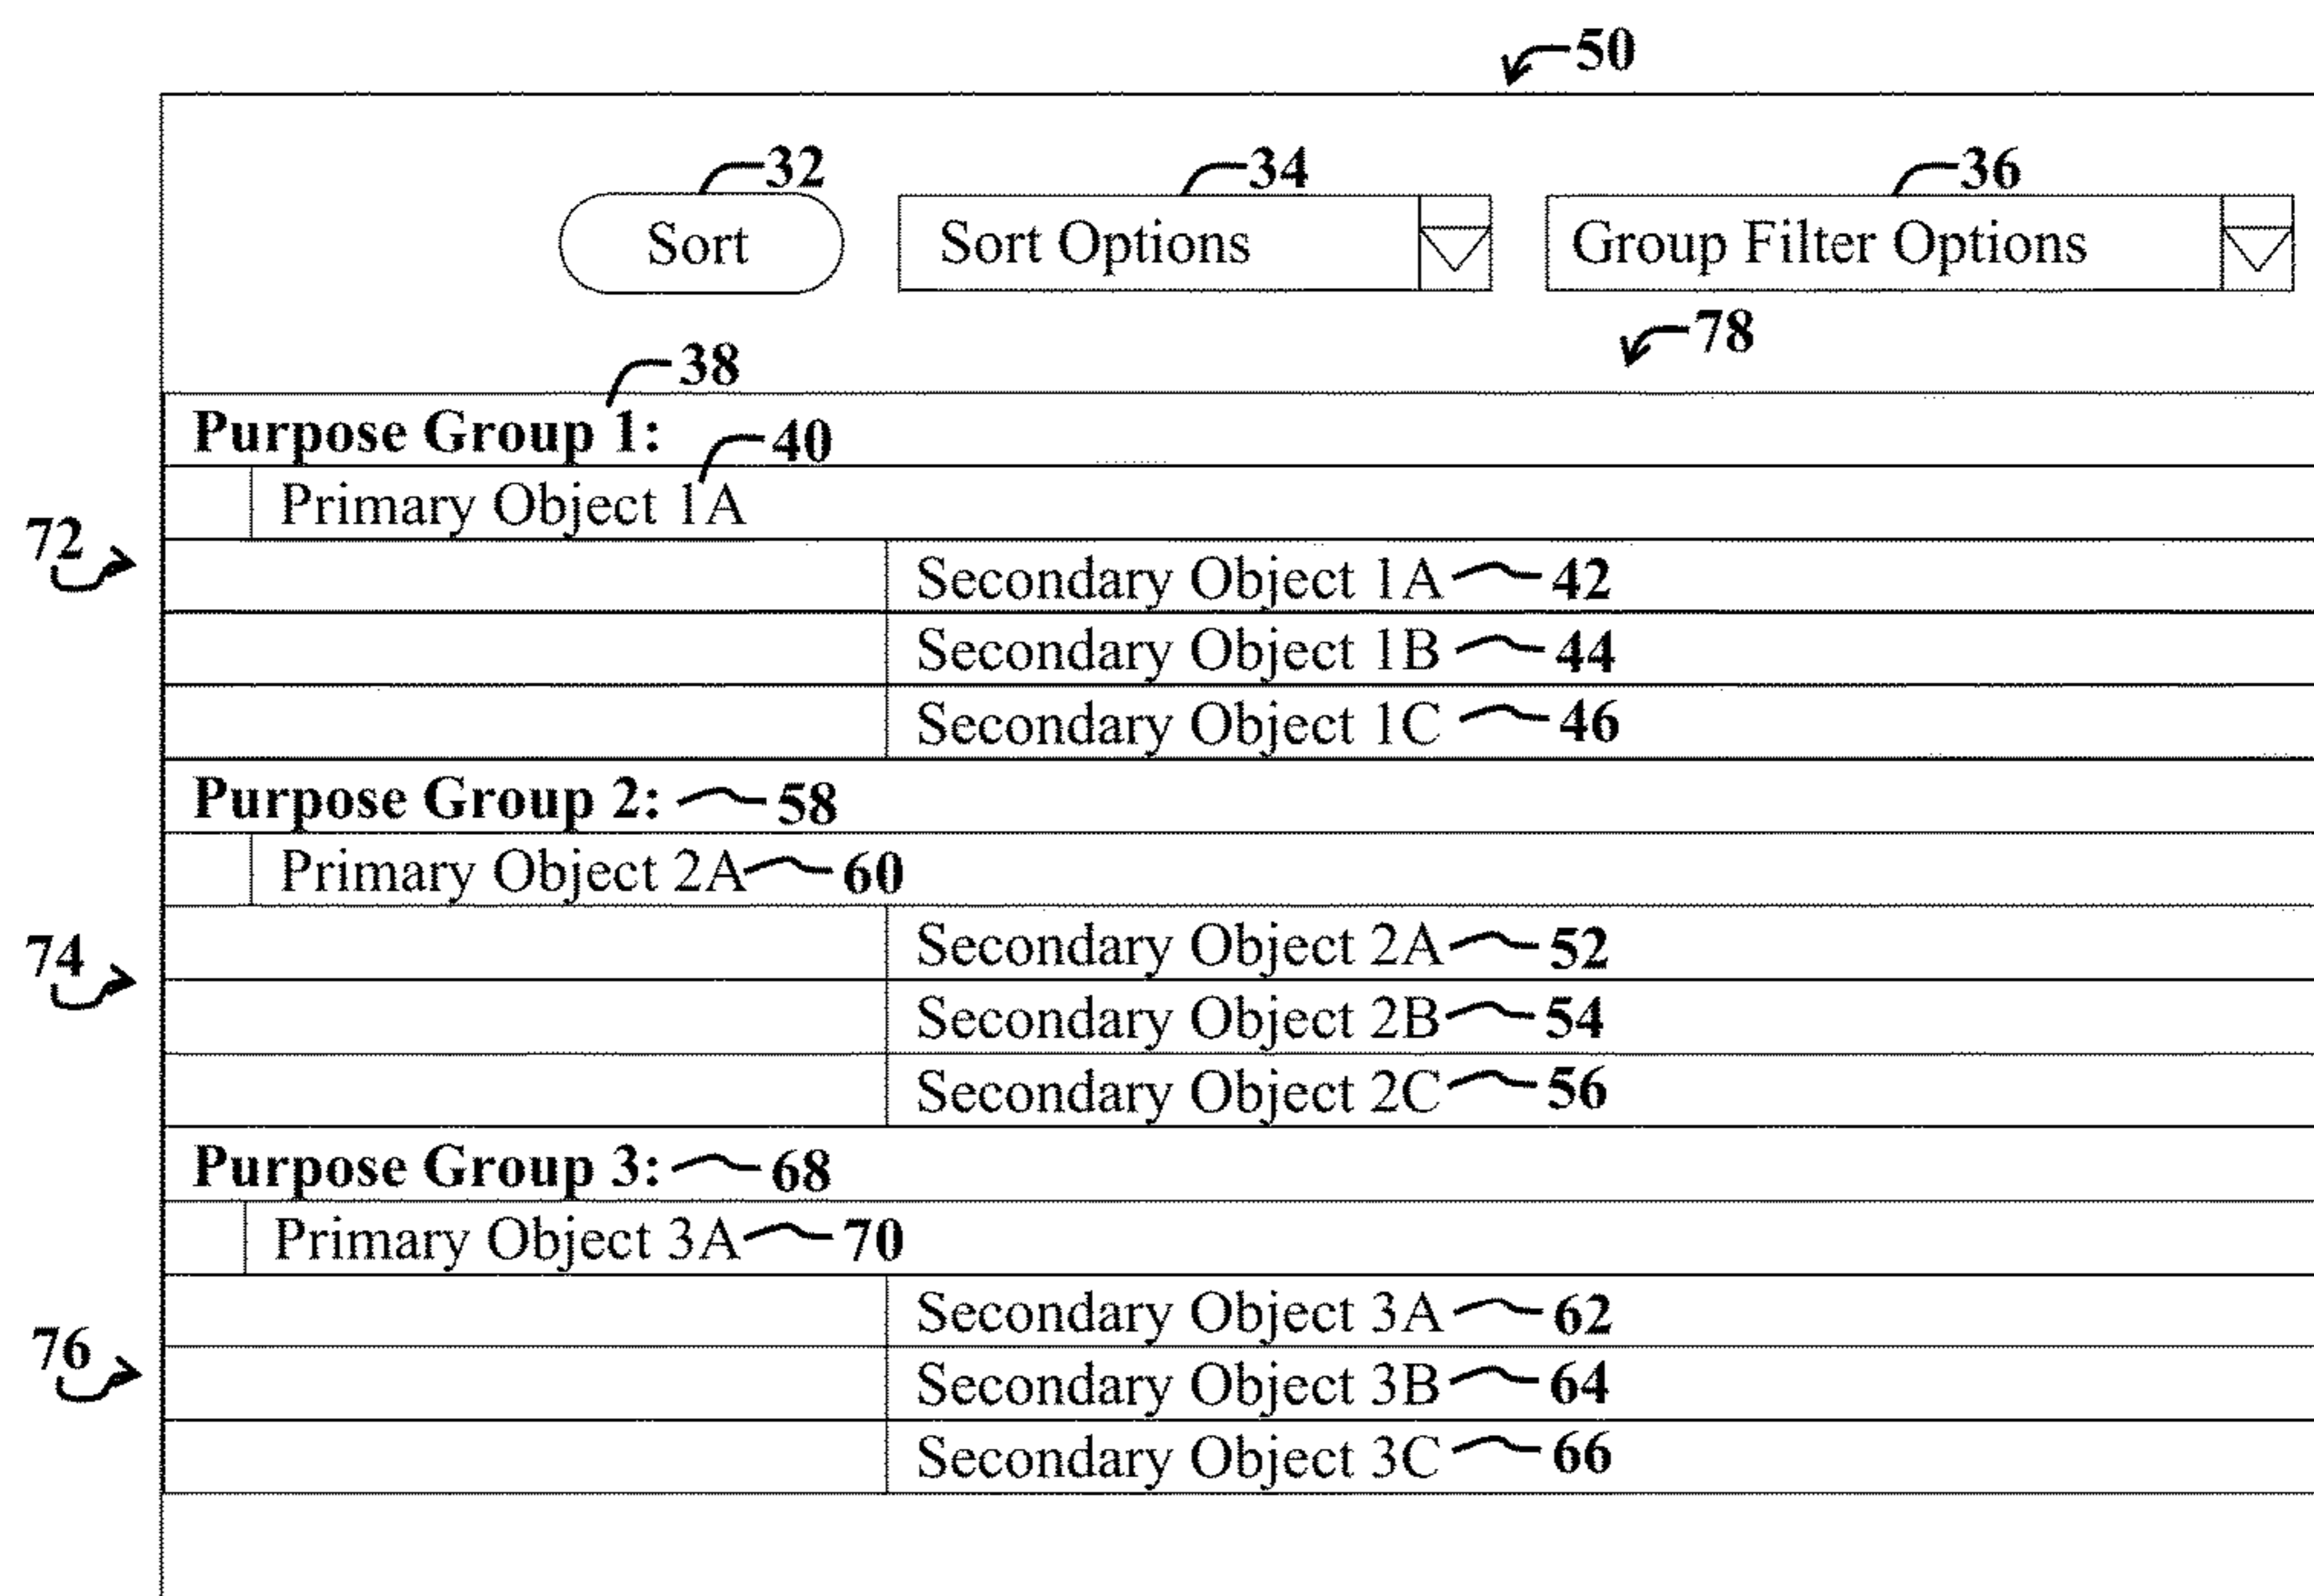 50
32 34 36
Sort Sort Options Group Filter Options
78
38
Purpose Group 1:
40
Primary Object 1A
72
Secondary Object 1A 42
Secondary Object 1B 44
Secondary Object 1C 46
Purpose Group 2: 58
Primary Object 2A 60
74
Secondary Object 2A 52
Secondary Object 2B 54
Secondary Object 2C 56
Purpose Group 3: 68
Primary Object 3A 70
Secondary Object 3A 62
76
Secondary Object 3B 64
Secondary Object 3C 66